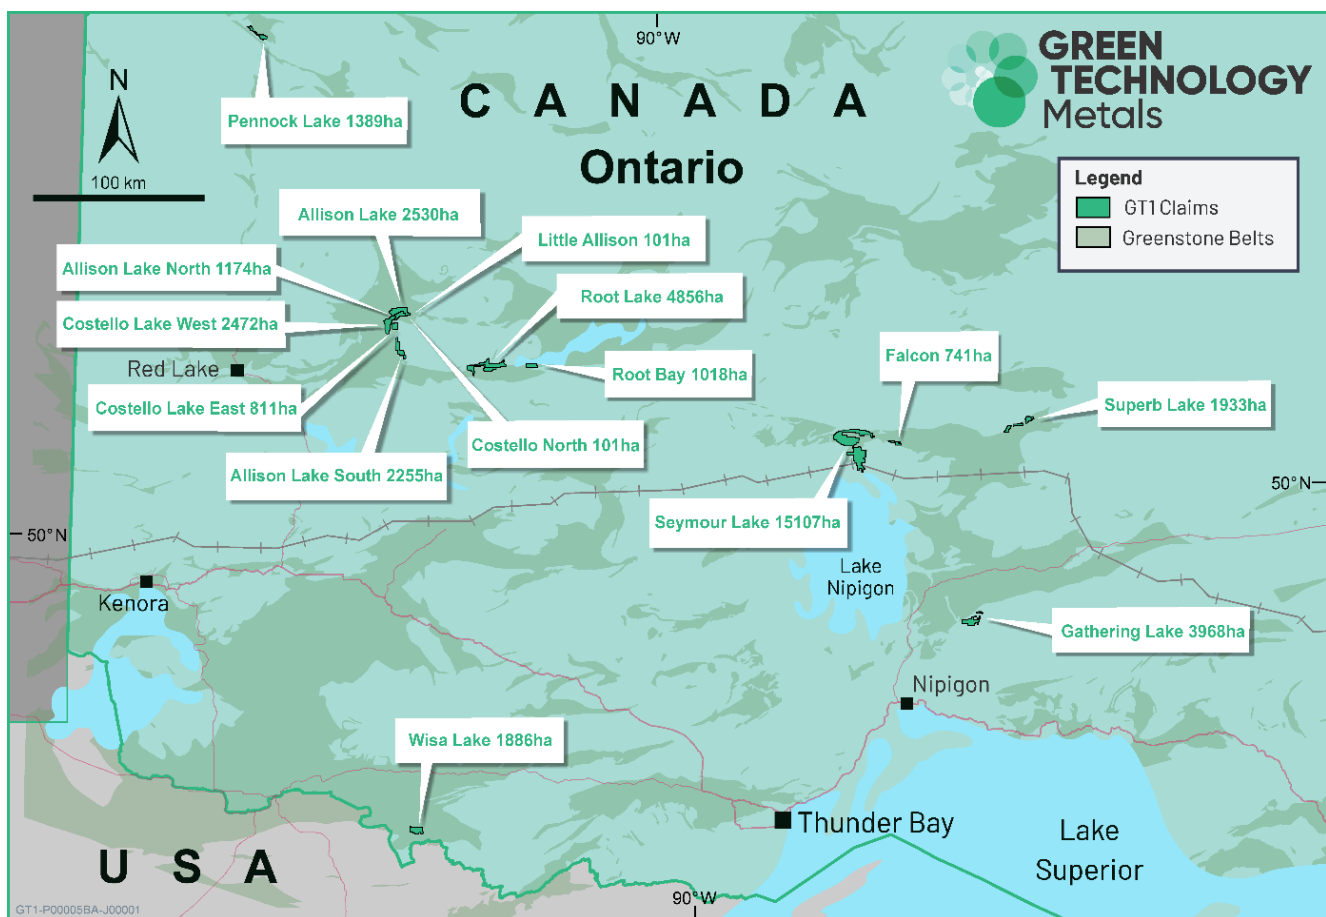 90°W
GREEN
TECHNOLOGY
Metals
N
CANADA
Pennock Lake 1389ha
Ontario
100 km
Legend
GT1 Claims
Greenstone Belts
Allison Lake 2530ha
Little Allison 101ha
Allison Lake North 1174ha
Root Lake 4856ha
Costello Lake West 2472ha
Falcon 741ha
Red Lake
Root Bay 1018ha
Superb Lake 1933ha
Costello Lake East 811ha
Costello North 101ha
Allison Lake South 2255ha
50°N
Seymour Lake 15107ha
50°N
Lake
Nipigon
Kenora
Gathering Lake 3968ha
Nipigon
Wisa Lake 1886ha
Thunder Bay
Lake
Superior
USA
90°W
GT1-P00005BA-J00001